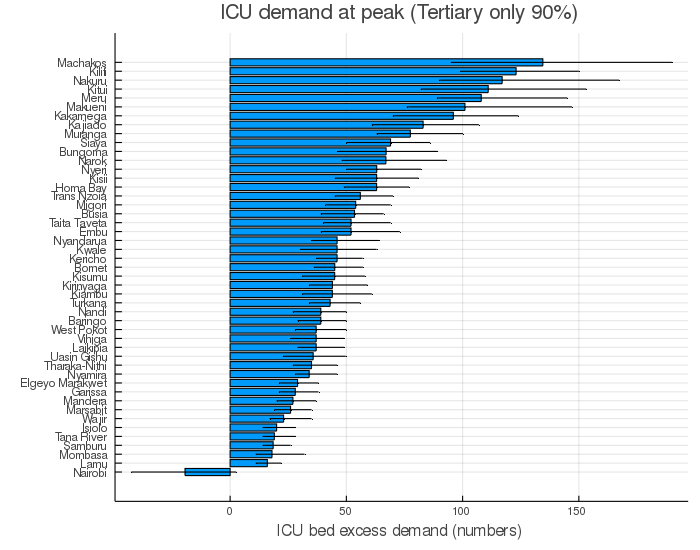 ICU demand at peak (Tertiary only 90%)
Machakos
Kilifi
Nakuru
Kitui
Meru
Makueni
Kakamega
Kajiado
Muranga
Siaya
Bungoma
Narok
Nyeri
Kisii
Homa Bay
Trans Nzoia
Migori
Busia
Taita Taveta
Embu
Nyandarua
Kwale
Kericho
Bomet
Kisumu
Kirinyaga
Kiambu
Turkana
Nandi
Baringo
West Pokot
Vihiga
Laikipia
Uasin Gishu
Tharaka-Nithi
Nyamira
Elgeyo Marakwet
Garissa
Mandera
Marsabit
Wajir
Isiolo
Tana River
Samburu
Mombasa
Lamu
Nairobi
0 50 100 150
ICU bed excess demand (numbers)